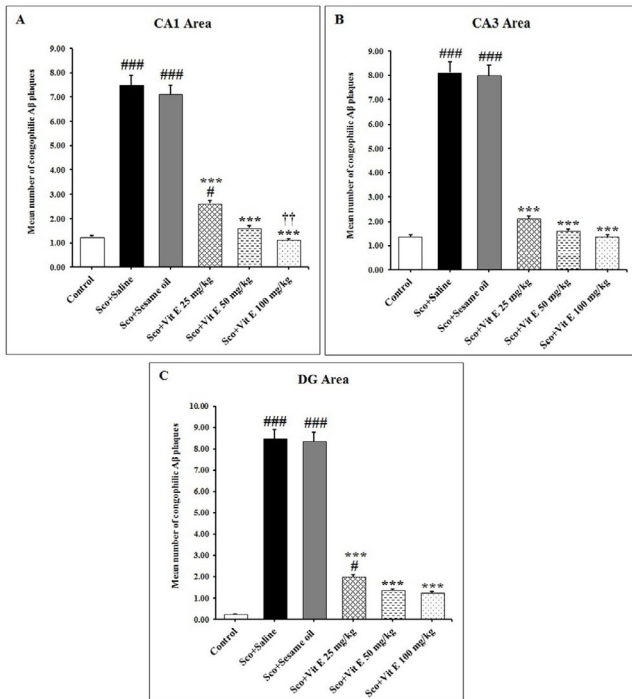 A
CA1 Area
Mean number of congophilic Aβ plaques
9.00
8.00
7.00
6.00
5.00
4.00
3.00
2.00
1.00
0.00
###
###
***
#
***
††
***
Control
Sco+Saline
Sco+Sesame oil
Sco+Vit E 25 mg/kg
Sco+Vit E 50 mg/kg
Sco+Vit E 100 mg/kg
B
CA3 Area
Mean number of congophilic Aβ plaques
9.00
8.00
7.00
6.00
5.00
4.00
3.00
2.00
1.00
0.00
###
###
***
***
***
Control
Sco+Saline
Sco+Sesame oil
Sco+Vit E 25 mg/kg
Sco+Vit E 50 mg/kg
Sco+Vit E 100 mg/kg
C
DG Area
Mean number of congophilic Aβ plaques
10.00
9.00
8.00
7.00
6.00
5.00
4.00
3.00
2.00
1.00
0.00
###
###
***
#
***
***
Control
Sco+Saline
Sco+Sesame oil
Sco+Vit E 25 mg/kg
Sco+Vit E 50 mg/kg
Sco+Vit E 100 mg/kg